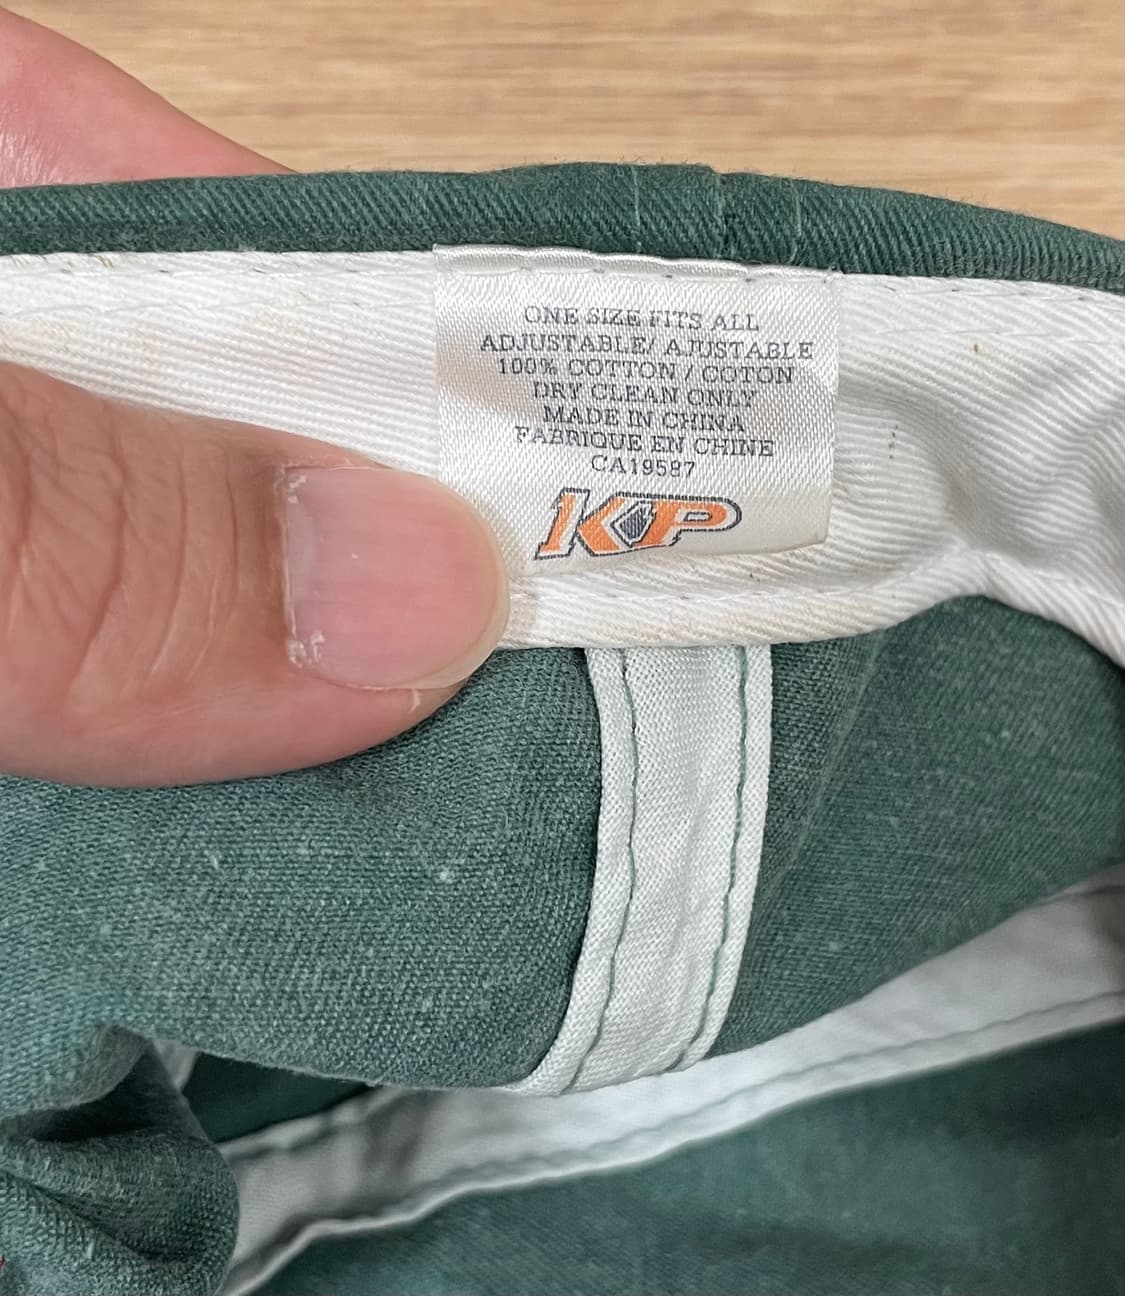 ONE SIZE FITS ALL
ADJUSTABLE/ AJUSTABLE
100% COTTON / COTON
DRY CLEAN ONLY
MADE IN CHINA
FABRIQUE EN CHINE
CA19587
KP